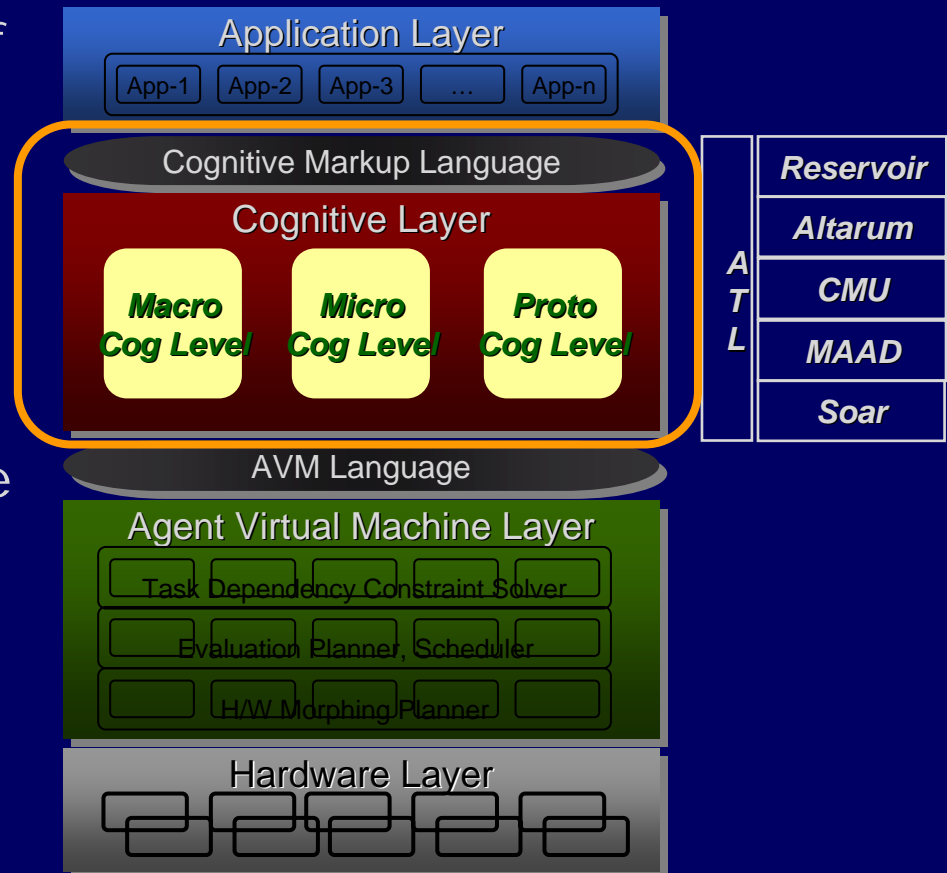 f
Application Layer
App-1 App-2 App-3 … App-n
Cognitive Markup Language
Cognitive Layer
Macro
Cog Level
Micro
Cog Level
Proto
Cog Level
A
T
L
Reservoir
Altarum
CMU
MAAD
Soar
e
AVM Language
Agent Virtual Machine Layer
Task Dependency Constraint Solver
Evaluation Planner, Scheduler
H/W Morphing Planner
Hardware Layer